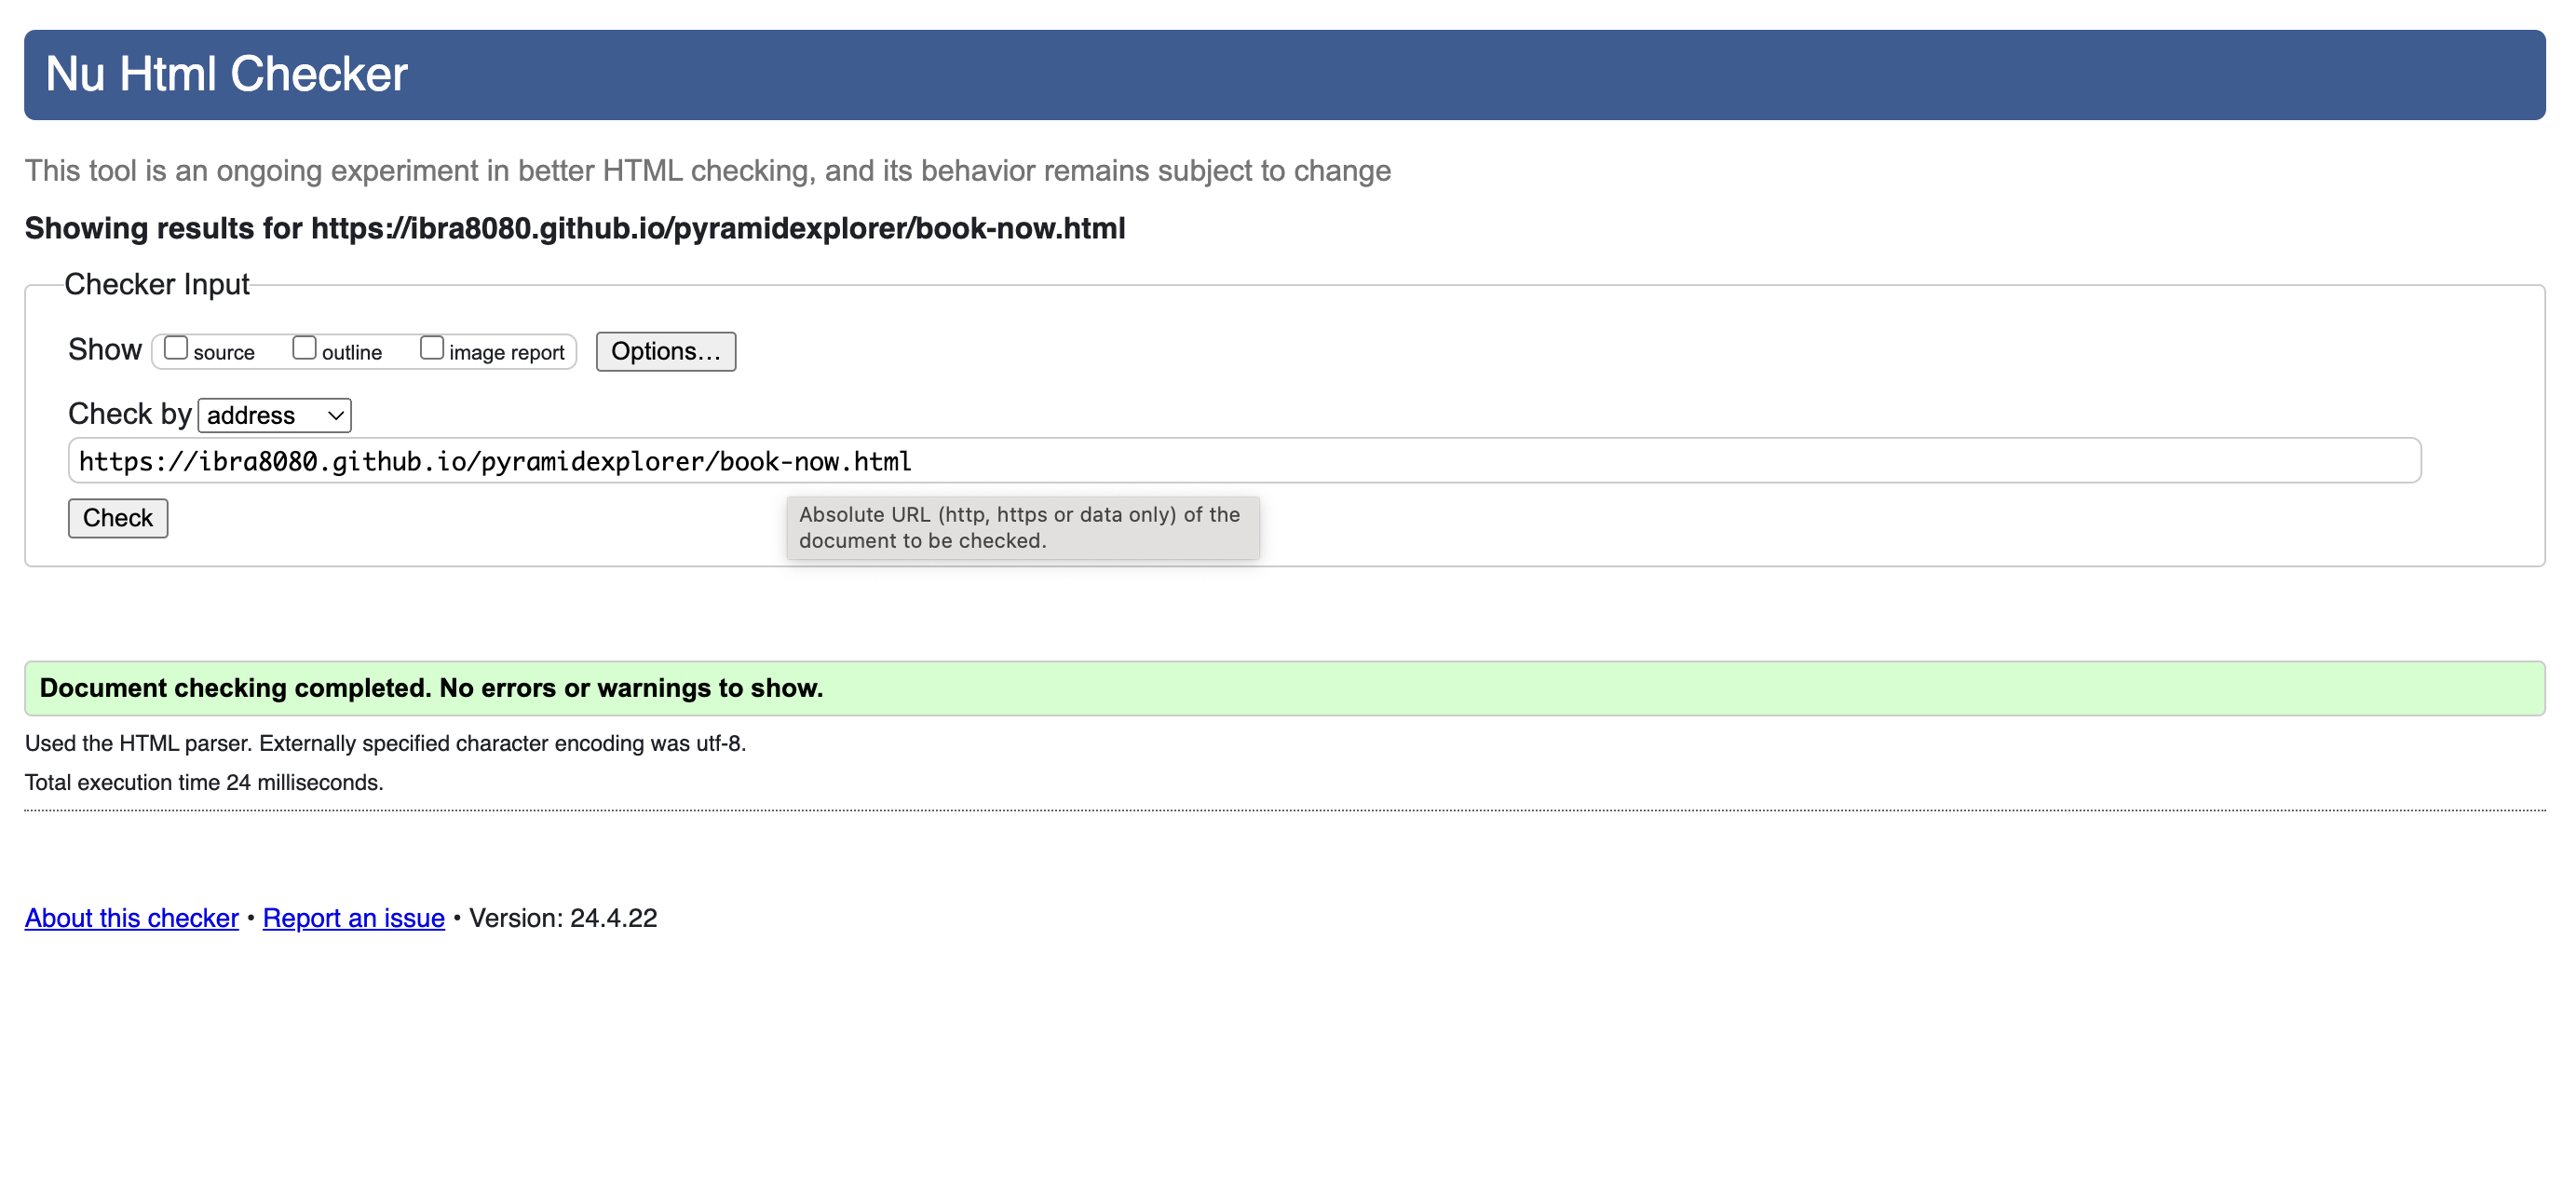 Nu Html Checker
This tool is an ongoing experiment in better HTML checking, and its behavior remains subject to change
Showing results for https://ibra8080.github.io/pyramidexplorer/book-now.html
Checker Input
Show source outline image report Options...
Check by address
https://ibra8080.github.io/pyramidexplorer/book-now.html
Check
Absolute URL (http, https or data only) of the
document to be checked.
Document checking completed. No errors or warnings to show.
Used the HTML parser. Externally specified character encoding was utf-8.
Total execution time 24 milliseconds.
About this checker • Report an issue • Version: 24.4.22